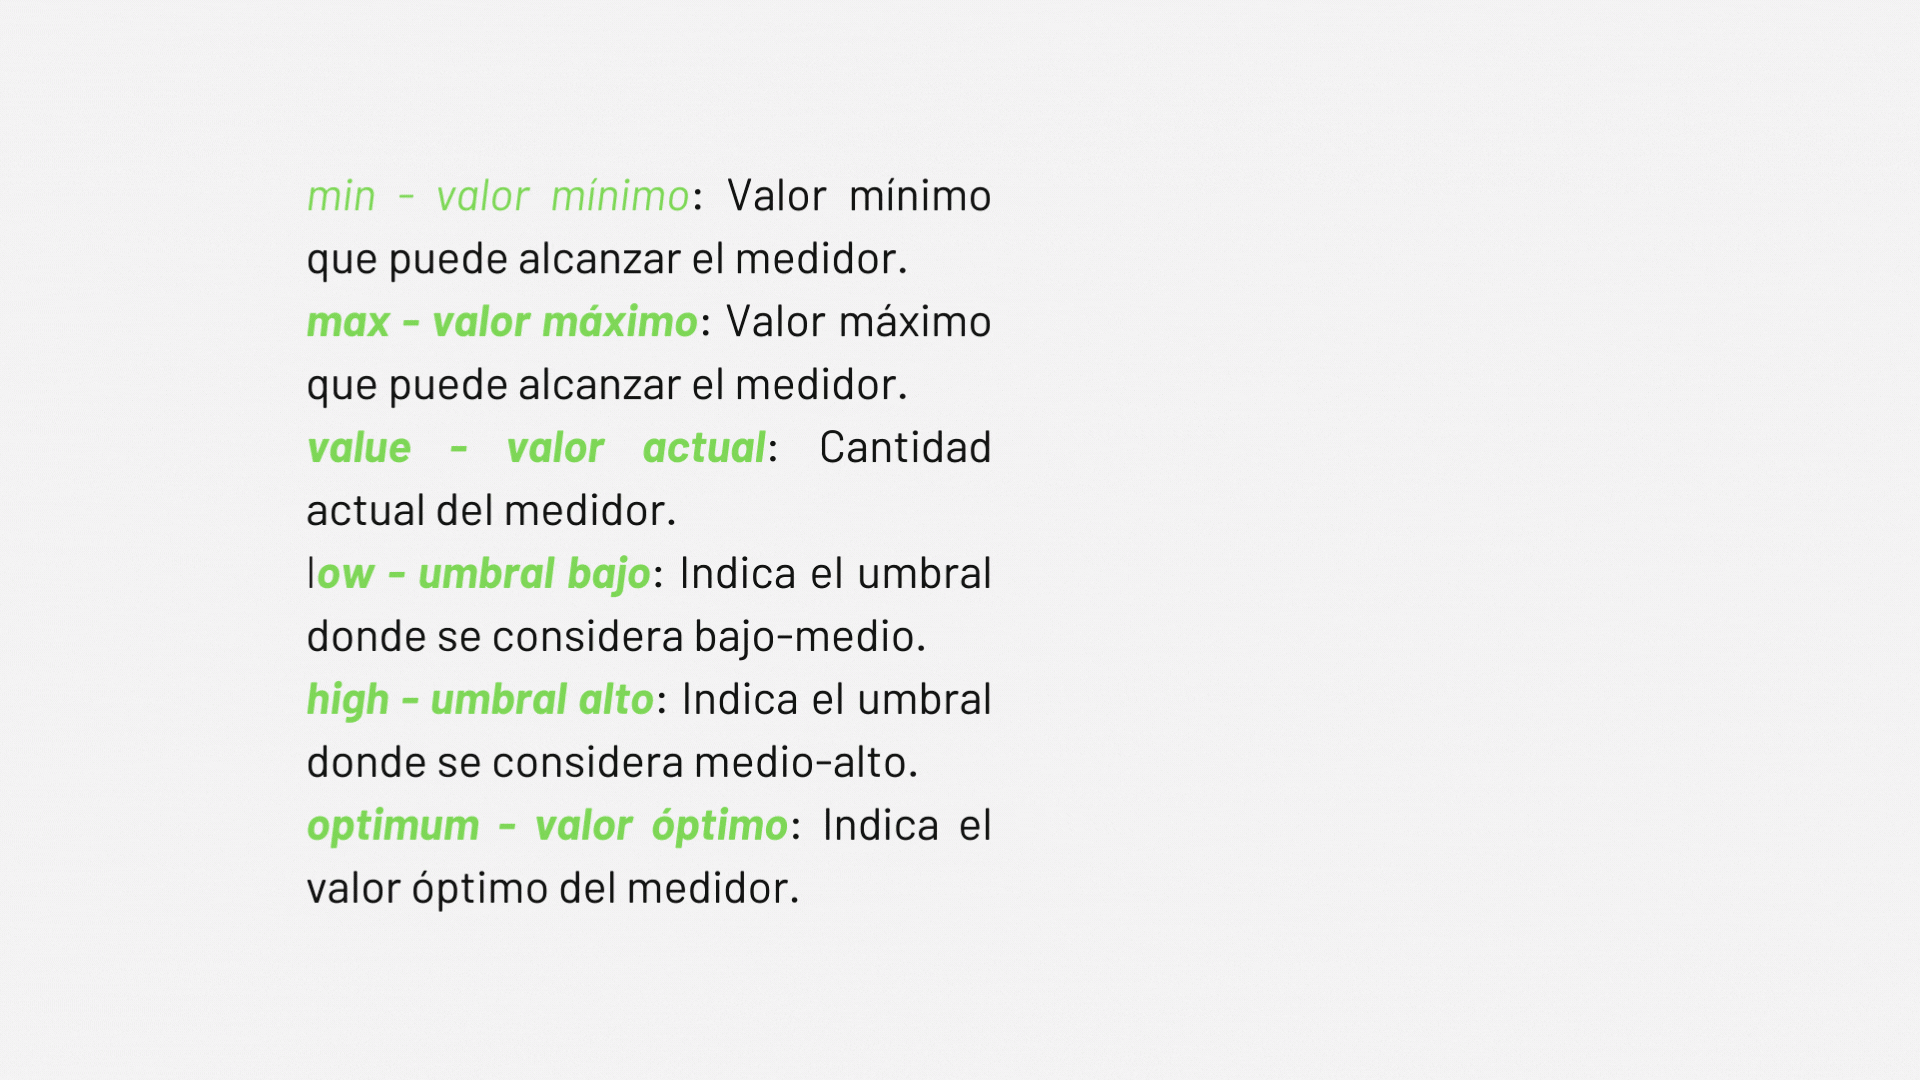 min - valor mínimo: Valor mínimo
que puede alcanzar el medidor.
max - valor máximo: Valor máximo
que puede alcanzar el medidor.
value - valor actual: Cantidad
actual del medidor.
low - umbral bajo: Indica el umbral
donde se considera bajo-medio.
high - umbral alto: Indica el umbral
donde se considera medio-alto.
optimum - valor óptimo: Indica el
valor óptimo del medidor.